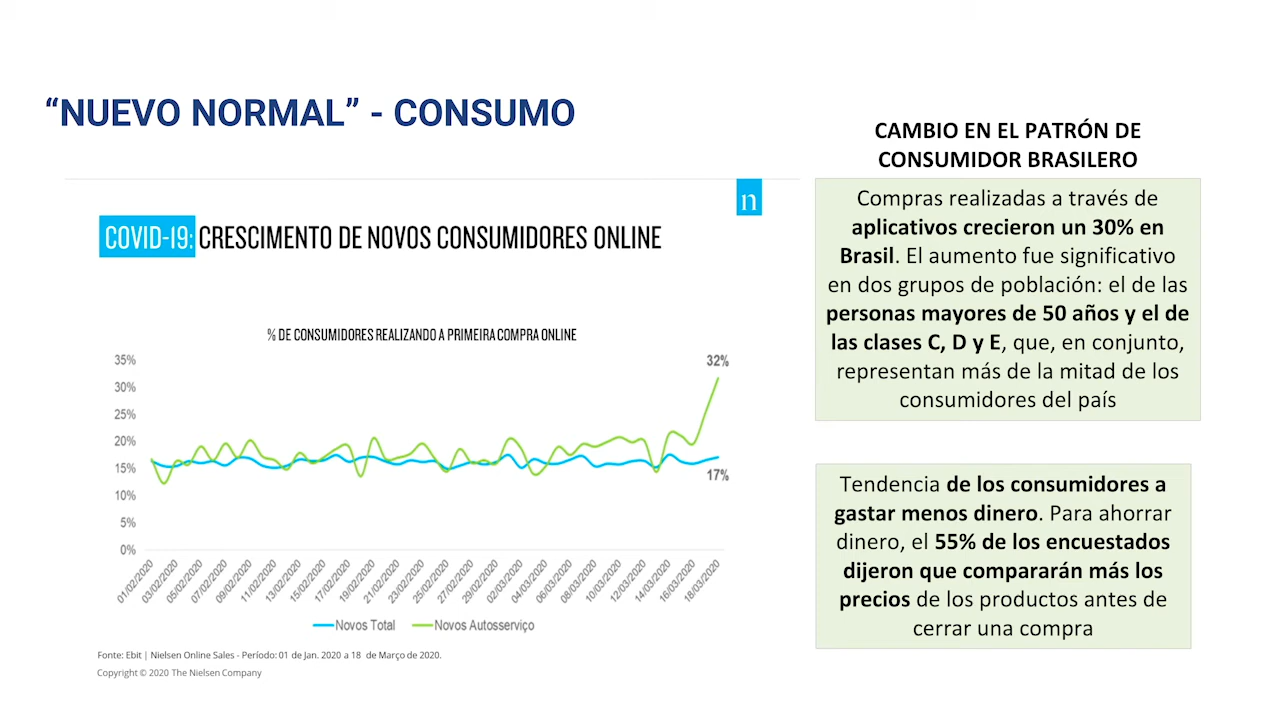 “NUEVO NORMAL” - CONSUMO
n
COVID-19: CRESCIMENTO DE NOVOS CONSUMIDORES ONLINE
% DE CONSUMIDORES REALIZANDO A PRIMEIRA COMPRA ONLINE
35%
30%
25%
20%
15%
10%
5%
0%
32%
17%
01/02/2020
03/02/2020
05/02/2020
07/02/2020
09/02/2020
11/02/2020
13/02/2020
15/02/2020
17/02/2020
19/02/2020
21/02/2020
23/02/2020
25/02/2020
27/02/2020
29/02/2020
02/03/2020
04/03/2020
06/03/2020
08/03/2020
10/03/2020
12/03/2020
14/03/2020
16/03/2020
18/03/2020
Novos Total
Novos Autosserviço
Fonte: Ebit | Nielsen Online Sales - Período: 01 de Jan. 2020 a 18 de Março de 2020.
Copyright © 2020 The Nielsen Company
CAMBIO EN EL PATRÓN DE
CONSUMIDOR BRASILERO
Compras realizadas a través de
aplicativos crecieron un 30% en
Brasil. El aumento fue significativo
en dos grupos de población: el de las
personas mayores de 50 años y el de
las clases C, D y E, que, en conjunto,
representan más de la mitad de los
consumidores del país
Tendencia de los consumidores a
gastar menos dinero. Para ahorrar
dinero, el 55% de los encuestados
dijeron que compararán más los
precios de los productos antes de
cerrar una compra